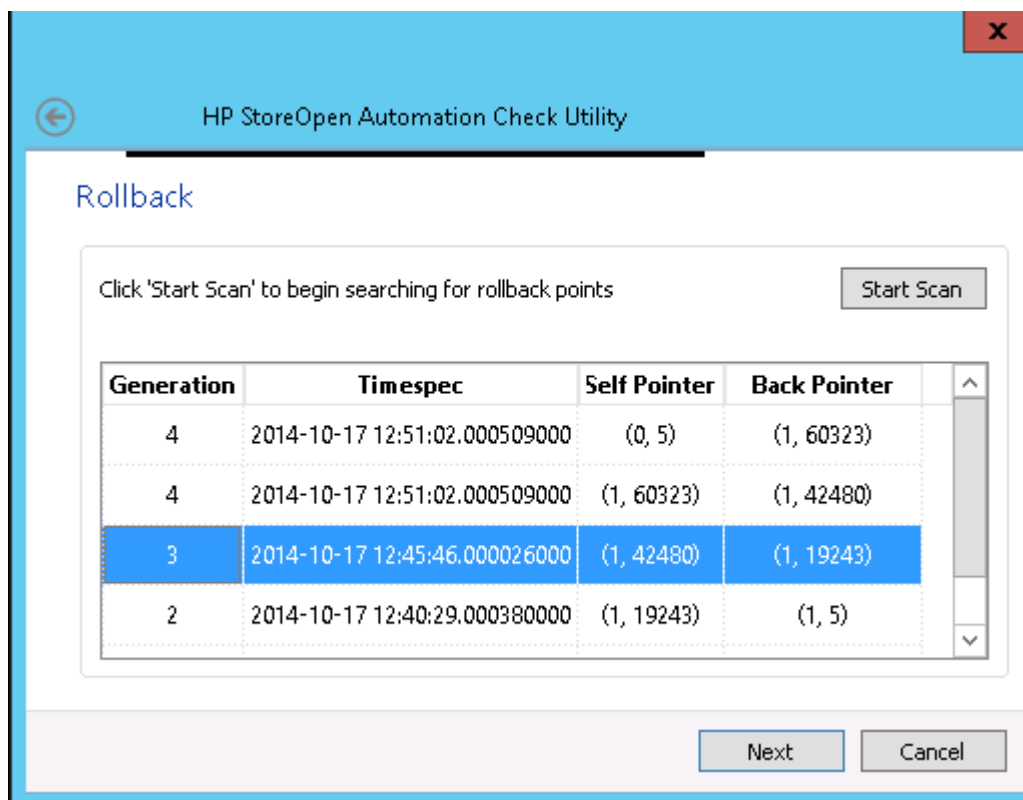 x
HP StoreOpen Automation Check Utility
Rollback
Click 'Start Scan' to begin searching for rollback points Start Scan
Generation Timespec Self Pointer Back Pointer
4 2014-10-17 12:51:02.000509000 (0, 5) (1, 60323)
4 2014-10-17 12:51:02.000509000 (1, 60323) (1, 42480)
3 2014-10-17 12:45:46.000026000 (1, 42480) (1, 19243)
2 2014-10-17 12:40:29.000380000 (1, 19243) (1, 5)
Next Cancel